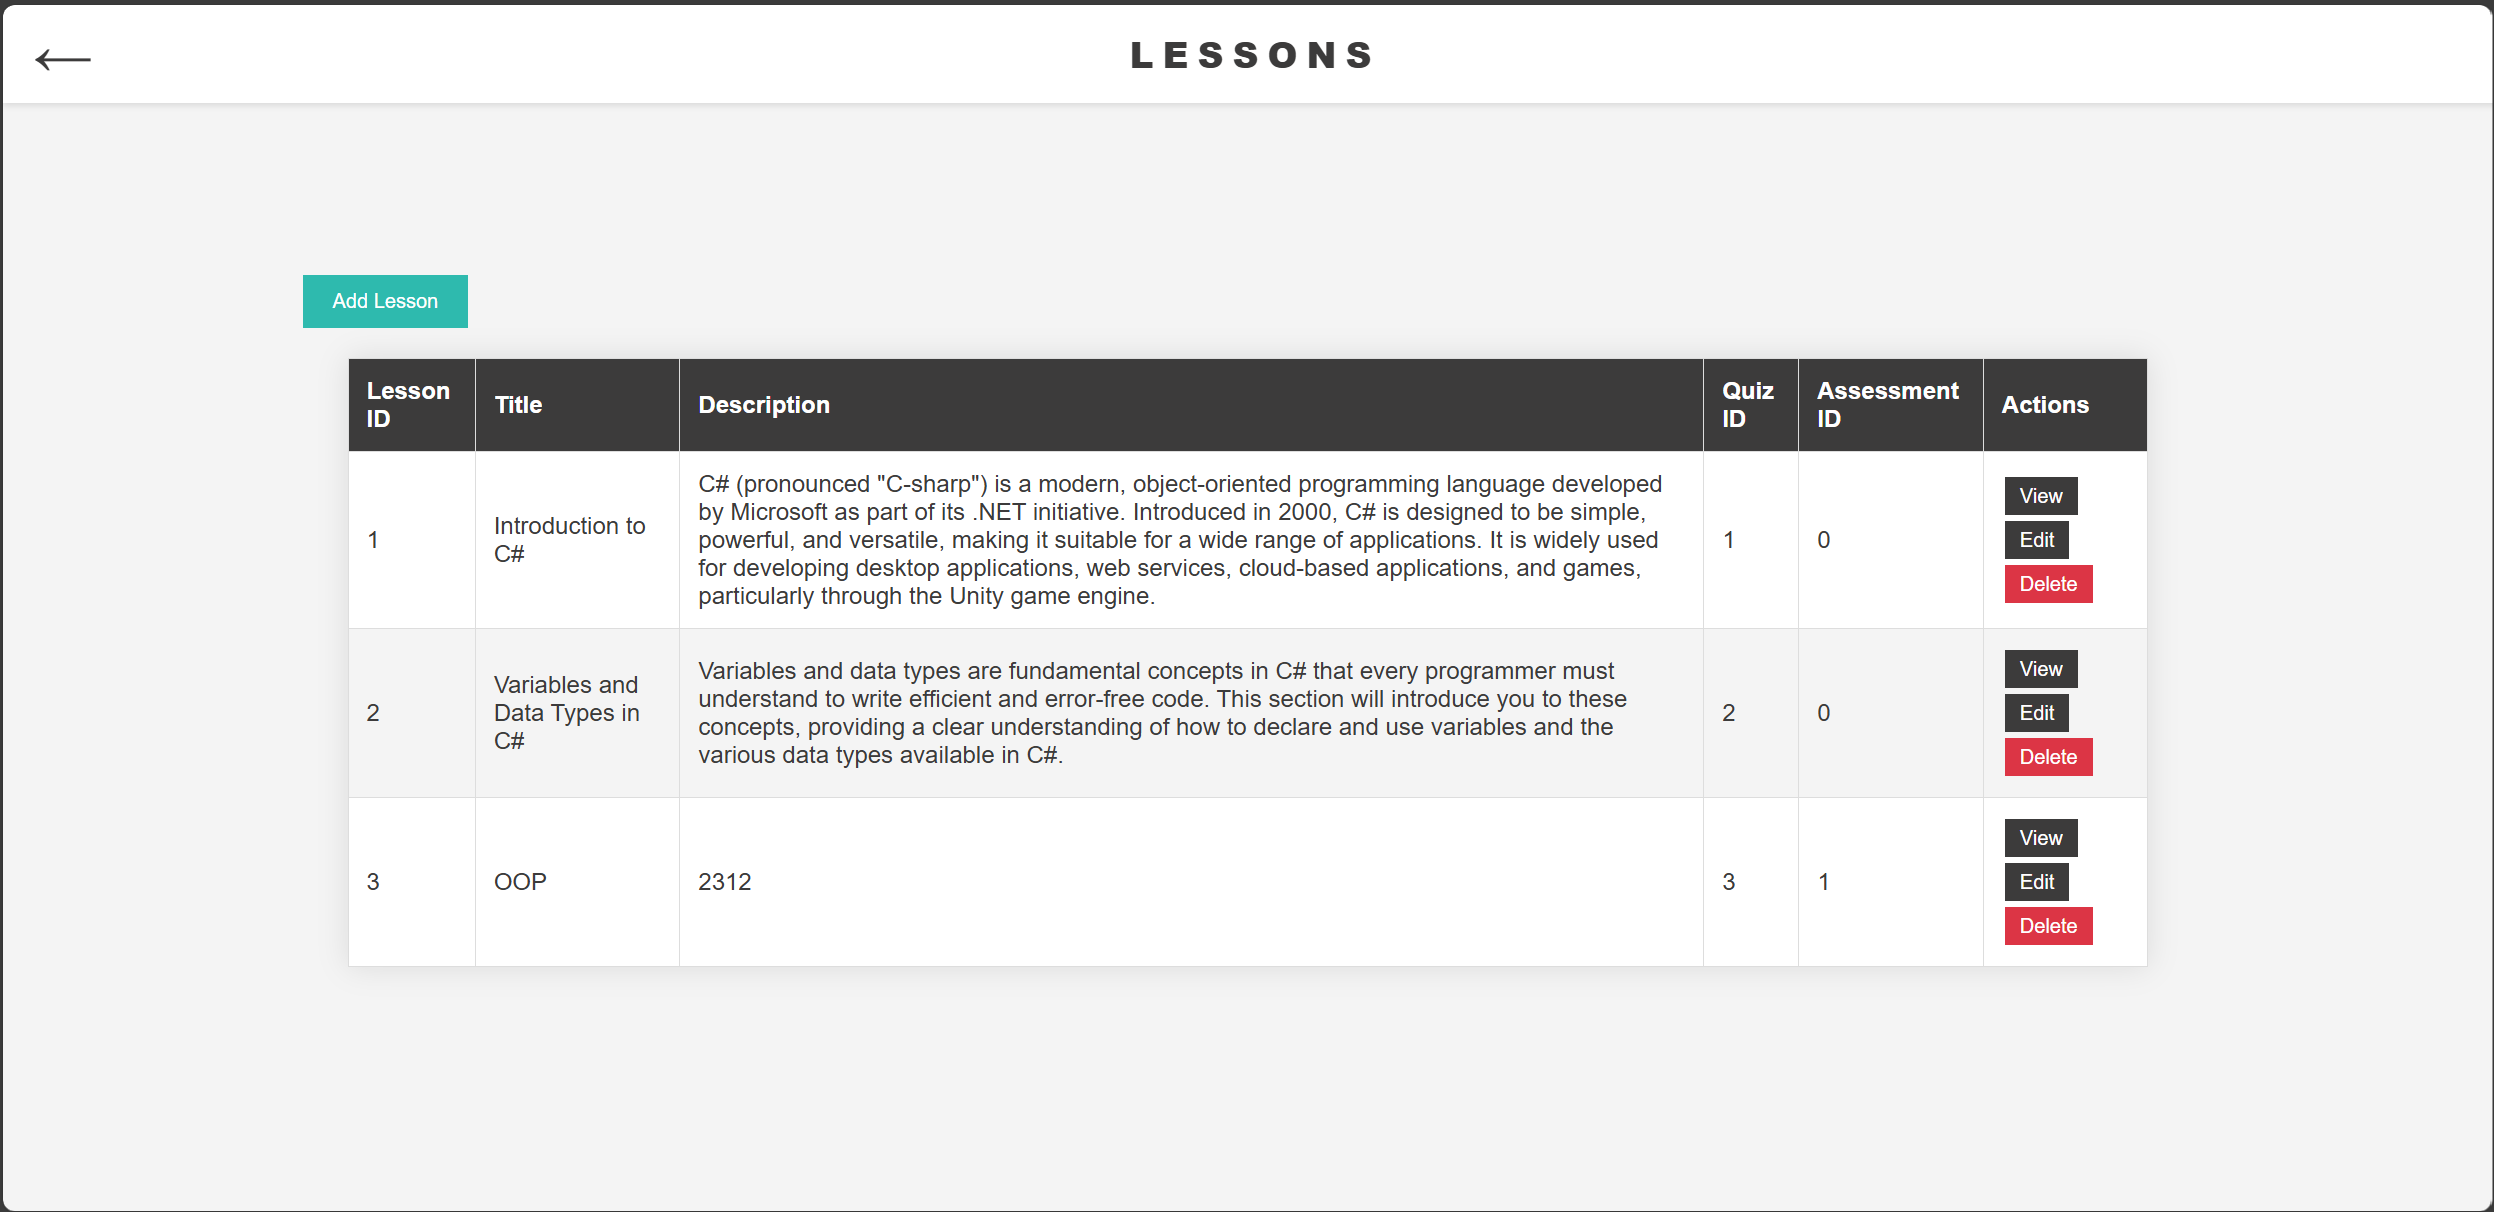 LESSONS
Add Lesson
Lesson ID
Title
Description
Quiz ID
Assessment ID
Actions
1
Introduction to
C#
C# (pronounced "C-sharp") is a modern, object-oriented programming language developed
by Microsoft as part of its .NET initiative. Introduced in 2000, C# is designed to be simple,
powerful, and versatile, making it suitable for a wide range of applications. It is widely used
for developing desktop applications, web services, cloud-based applications, and games,
particularly through the Unity game engine.
1
0
View
Edit
Delete
2
Variables and
Data Types in
C#
Variables and data types are fundamental concepts in C# that every programmer must
understand to write efficient and error-free code. This section will introduce you to these
concepts, providing a clear understanding of how to declare and use variables and the
various data types available in C#.
2
0
View
Edit
Delete
3
OOP
2312
3
1
View
Edit
Delete